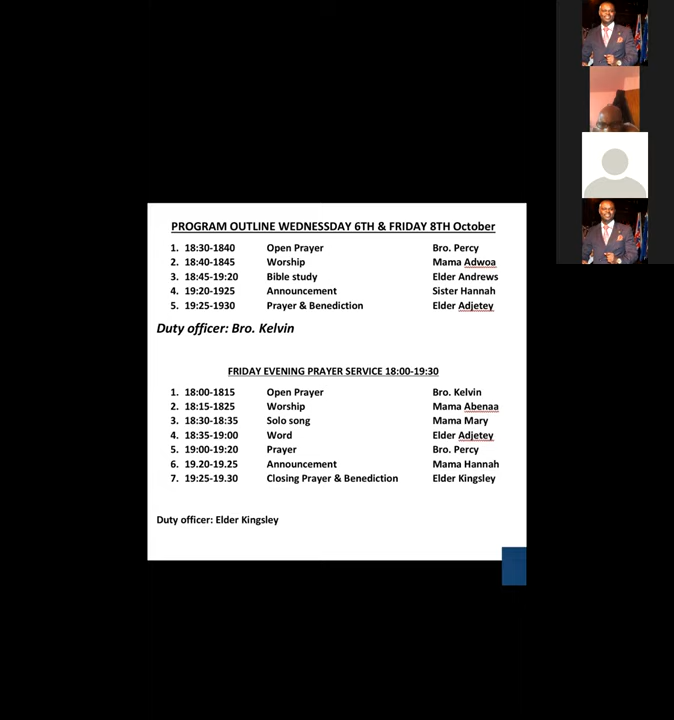 PROGRAM OUTLINE WEDNESSDAY 6TH & FRIDAY 8TH October
1. 18:30-1840 Open Prayer Bro. Percy
2. 18:40-1845 Worship Mama Adwoa
3. 18:45-19:20 Bible study Elder Andrews
4. 19:20-1925 Announcement Sister Hannah
5. 19:25-1930 Prayer & Benediction Elder Adjetey
Duty officer: Bro. Kelvin
FRIDAY EVENING PRAYER SERVICE 18:00-19:30
1. 18:00-1815 Open Prayer Bro. Kelvin
2. 18:15-1825 Worship Mama Abenaa
3. 18:30-18:35 Solo song Mama Mary
4. 18:35-19:00 Word Elder Adjetey
5. 19:00-19:20 Prayer Bro. Percy
6. 19.20-19.25 Announcement Mama Hannah
7. 19:25-19.30 Closing Prayer & Benediction Elder Kingsley
Duty officer: Elder Kingsley